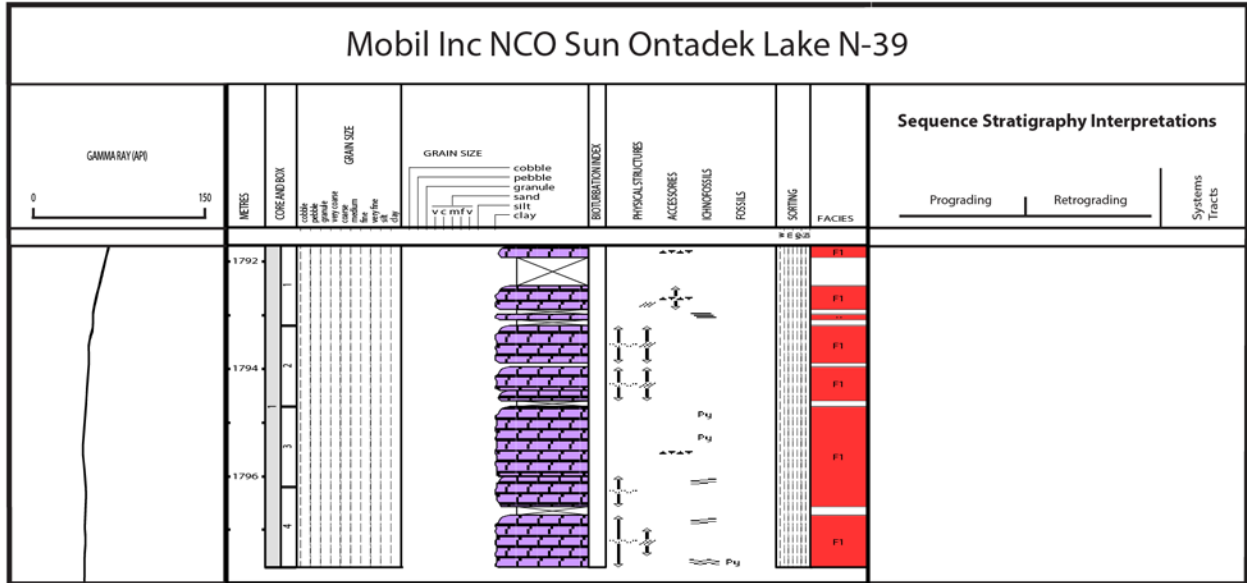 Mobil Inc NCO Sun Ontadek Lake N-39
GAMMA RAY (API)
0 150
METRES
CORE AND BOX
GRAIN SIZE
cobble
pebble
granule
very coarse
coarse
medium
fine
very fine
silt
clay
GRAIN SIZE
cobble
pebble
granule
sand
silt
v c m f v
clay
BIOTURBATION INDEX
PHYSICAL STRUCTURES
ACCESSORIES
ICHNOFOSSILS
FOSSILS
SORTING
FACIES
Sequence Stratigraphy Interpretations
Prograding
Retrograding
Systems
Tracts
1792
1794
1796
1
1
2
3
4
Py
Py
Py
F1
F1
F1
F1
F1
F1